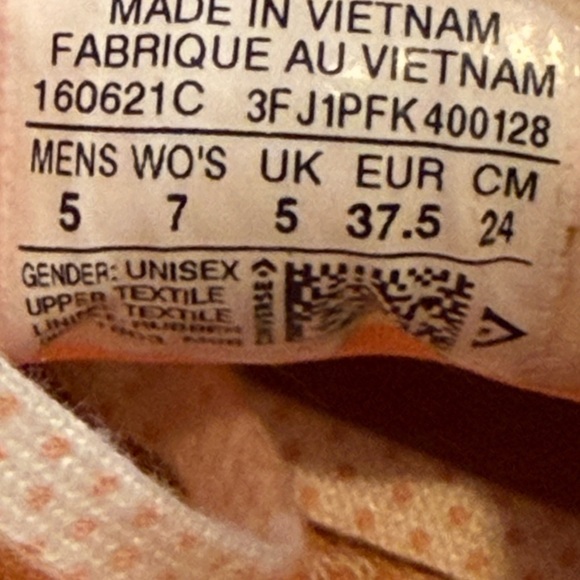 MADE IN VIETNAM
FABRIQUE AU VIETNAM
160621C 3FJ1PFK400128
MENS WO'S UK EUR CM
5 7 5 37.5 24
GENDER: UNISEX
UPPER TEXTILE
TEXTILE
CONVERSE